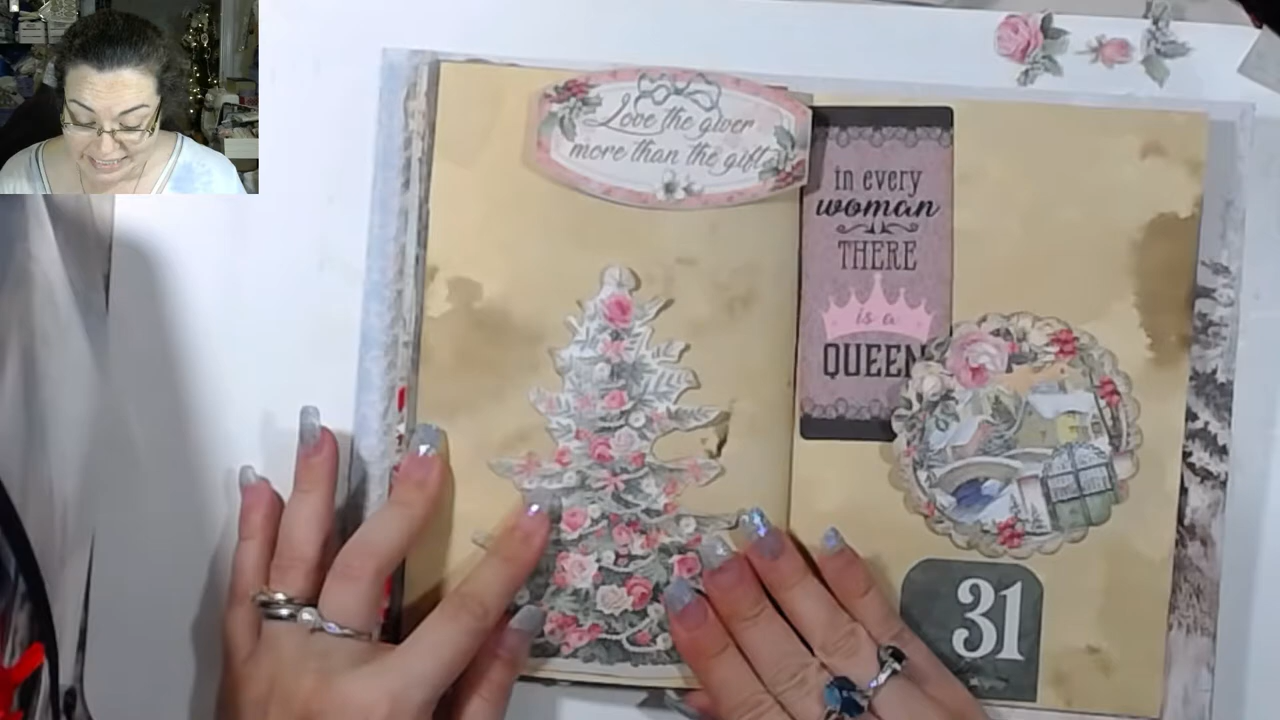 Love the giver
more than the gift
in every
woman
THERE
is a
QUEEN
31